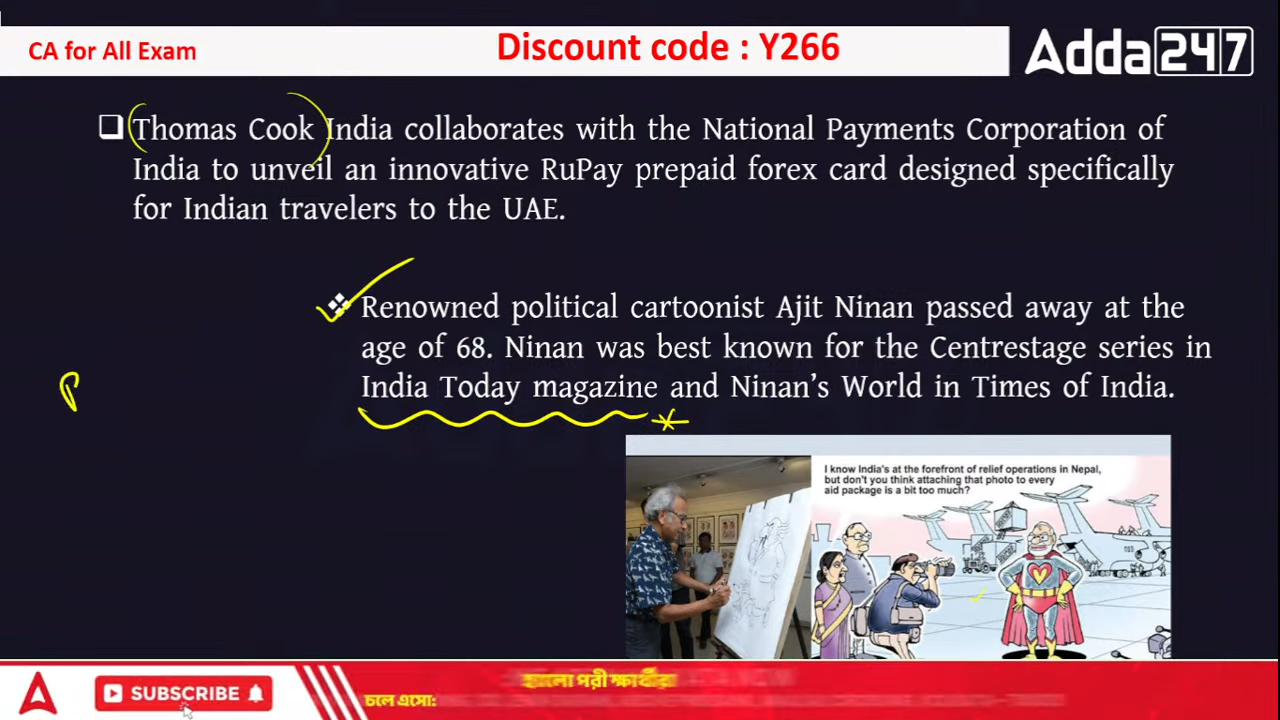 CA for All Exam
Discount code : Y266
Adda247
Thomas Cook India collaborates with the National Payments Corporation of
India to unveil an innovative RuPay prepaid forex card designed specifically
for Indian travelers to the UAE.
Renowned political cartoonist Ajit Ninan passed away at the
age of 68. Ninan was best known for the Centrestage series in
India Today magazine and Ninan's World in Times of India.
I know India's at the forefront of relief operations in Nepal,
but don't you think attaching that photo to every
aid package is a bit too much?
SUBSCRIBE
হ্যালো পরীক্ষার্থীরা
চলে এসো: